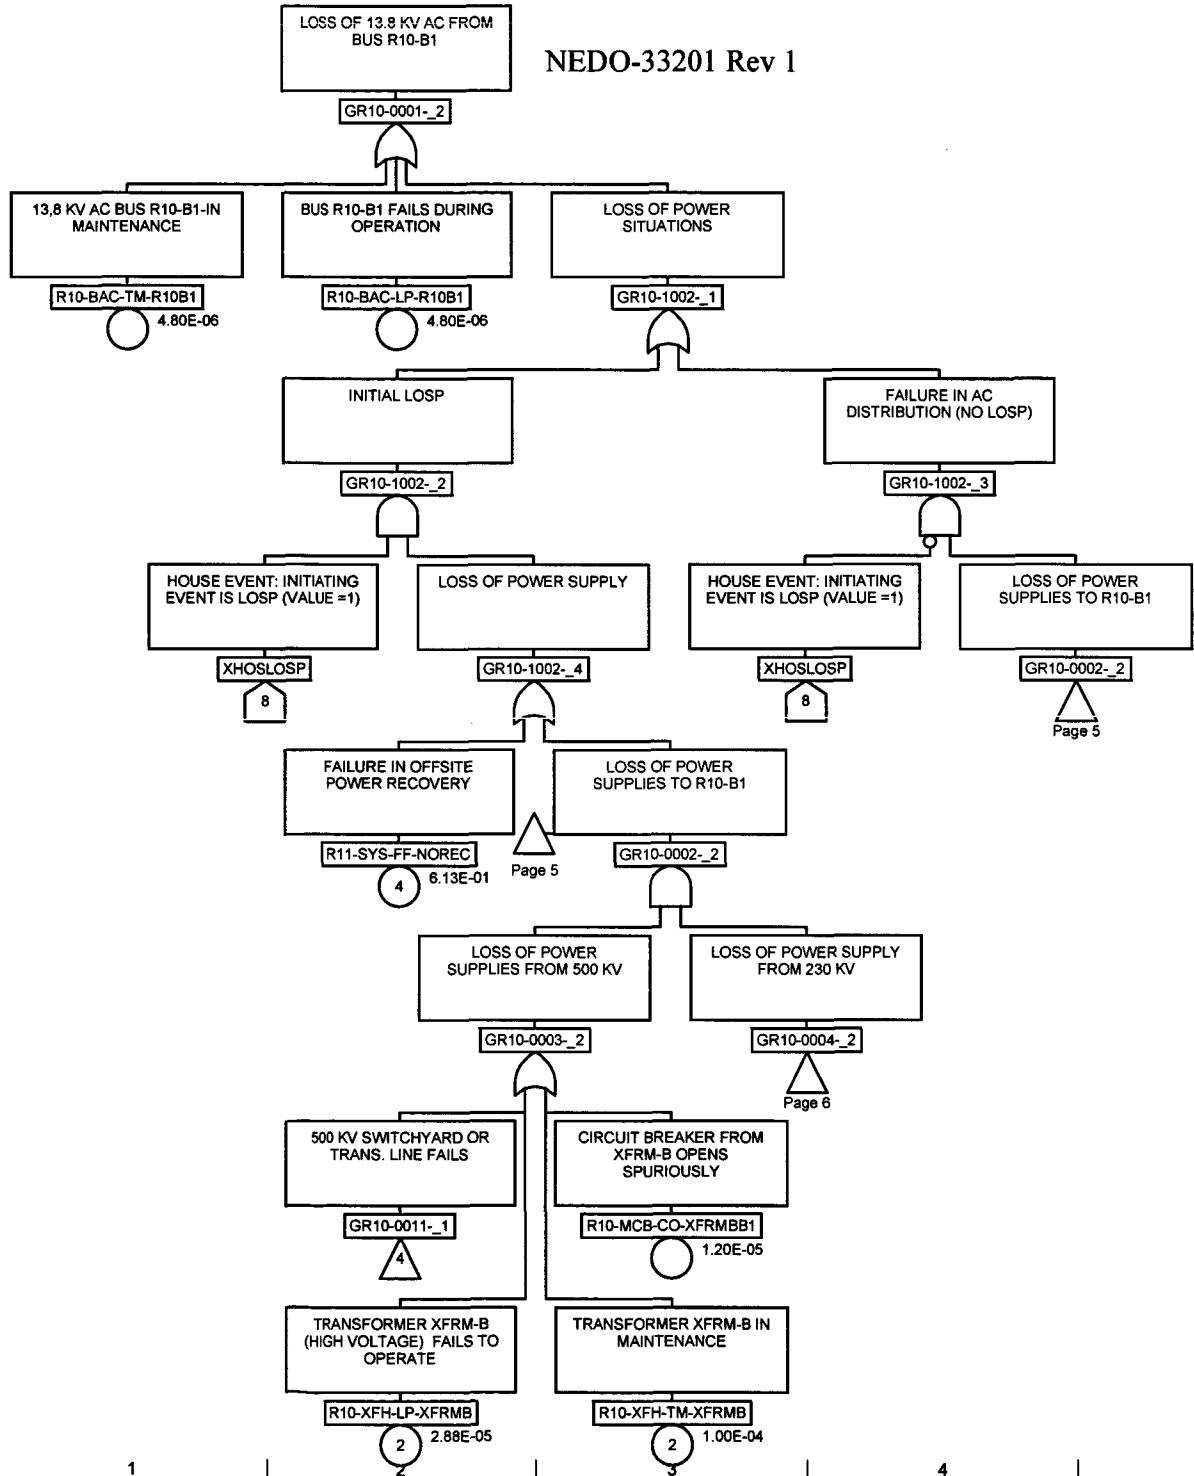 LOSS OF 13.8 KV AC FROM
BUS R10-B1
NEDO-33201 Rev 1
GR10-0001-_2
13,8 KV AC BUS R10-B1-IN
MAINTENANCE
BUS R10-B1 FAILS DURING
OPERATION
LOSS OF POWER
SITUATIONS
R10-BAC-TM-R10B1
4.80E-06
R10-BAC-LP-R10B1
4.80E-06
GR10-1002-_1
INITIAL LOSP
FAILURE IN AC
DISTRIBUTION (NO LOSP)
GR10-1002-_2
GR10-1002-_3
HOUSE EVENT: INITIATING
EVENT IS LOSP (VALUE =1)
LOSS OF POWER SUPPLY
HOUSE EVENT: INITIATING
EVENT IS LOSP (VALUE =1)
LOSS OF POWER
SUPPLIES TO R10-B1
XHOSLOSP
8
GR10-1002-_4
XHOSLOSP
8
GR10-0002-_2
Page 5
FAILURE IN OFFSITE
POWER RECOVERY
LOSS OF POWER
SUPPLIES TO R10-B1
R11-SYS-FF-NOREC
4
6.13E-01
Page 5
GR10-0002-_2
LOSS OF POWER
SUPPLIES FROM 500 KV
LOSS OF POWER SUPPLY
FROM 230 KV
GR10-0003-_2
GR10-0004-_2
Page 6
500 KV SWITCHYARD OR
TRANS. LINE FAILS
CIRCUIT BREAKER FROM
XFRM-B OPENS
SPURIOUSLY
GR10-0011-_1
4
R10-MCB-CO-XFRMBB1
1.20E-05
TRANSFORMER XFRM-B
(HIGH VOLTAGE) FAILS TO
OPERATE
TRANSFORMER XFRM-B IN
MAINTENANCE
R10-XFH-LP-XFRMB
2
2.88E-05
R10-XFH-TM-XFRMB
2
1.00E-04
1
2
3
4